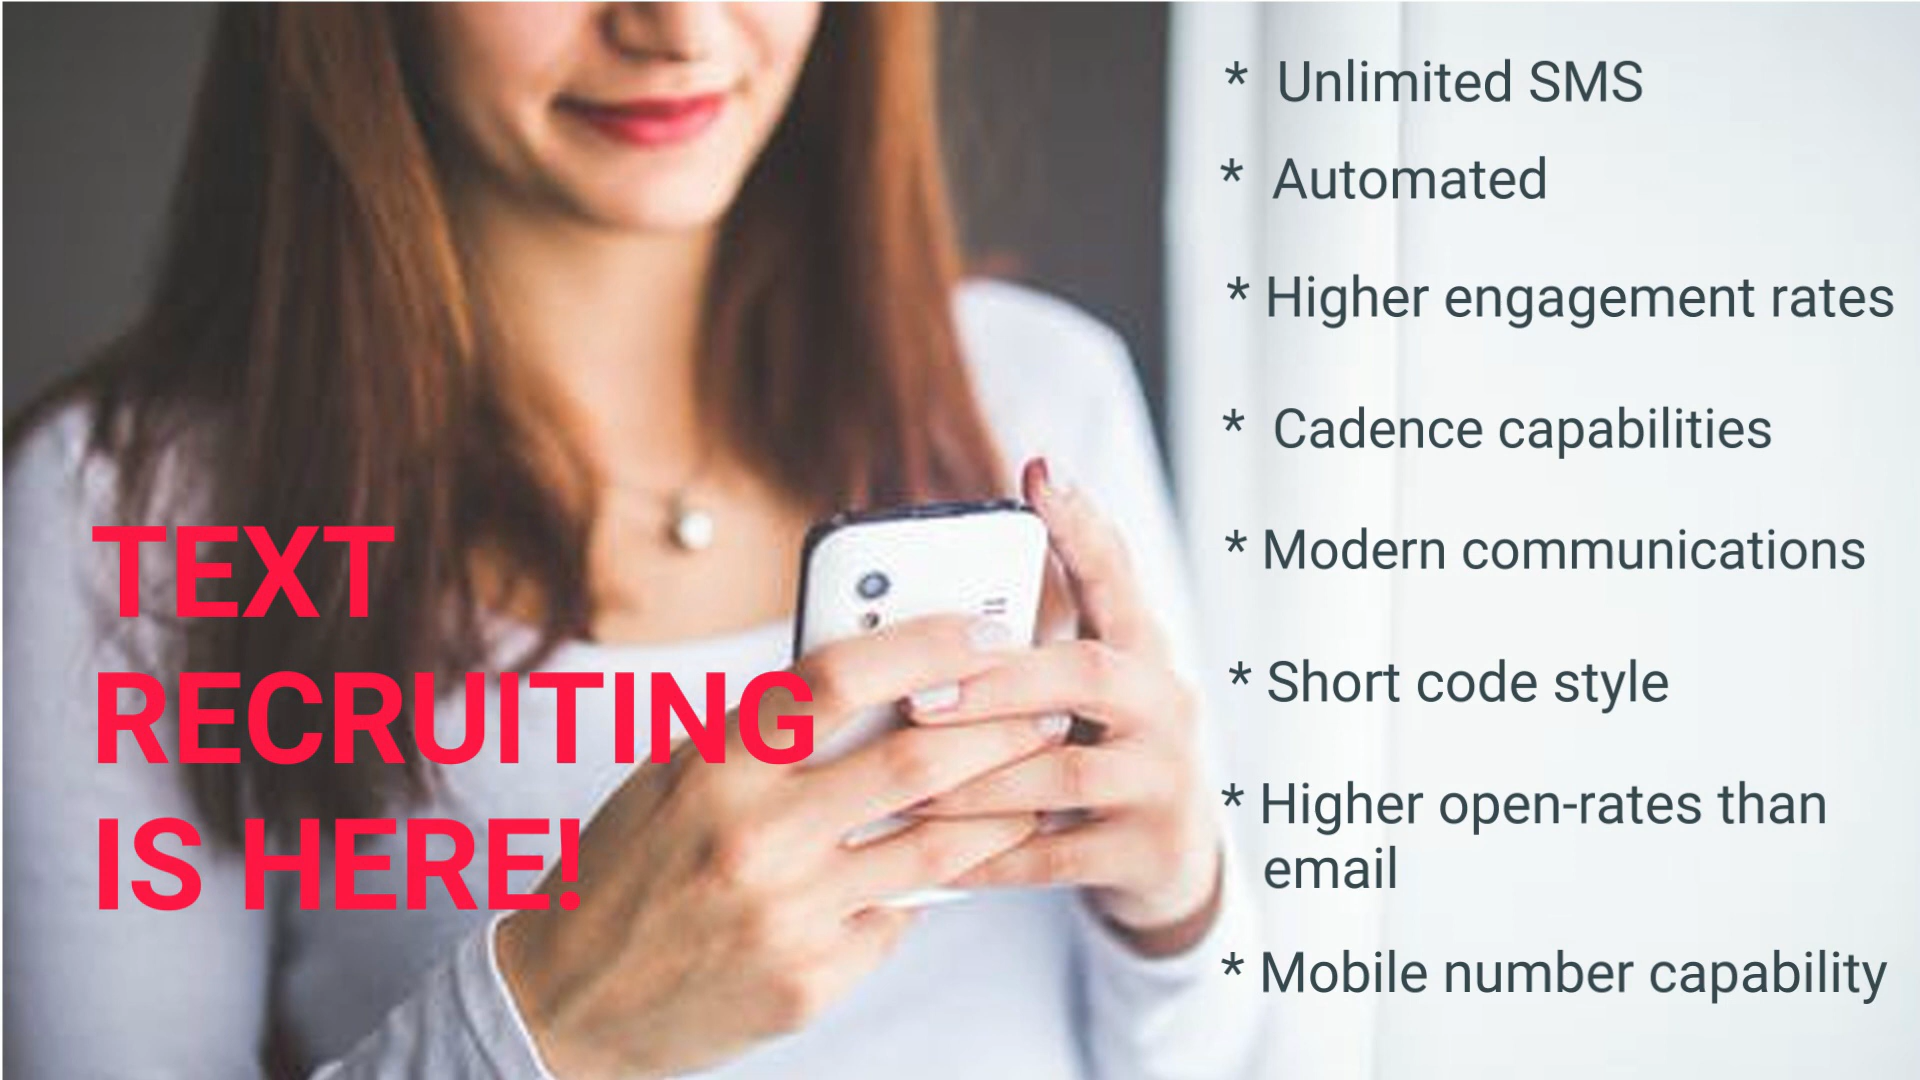 TEXT
RECRUITING
IS HERE!
* Unlimited SMS
* Automated
* Higher engagement rates
* Cadence capabilities
* Modern communications
* Short code style
* Higher open-rates than
email
* Mobile number capability